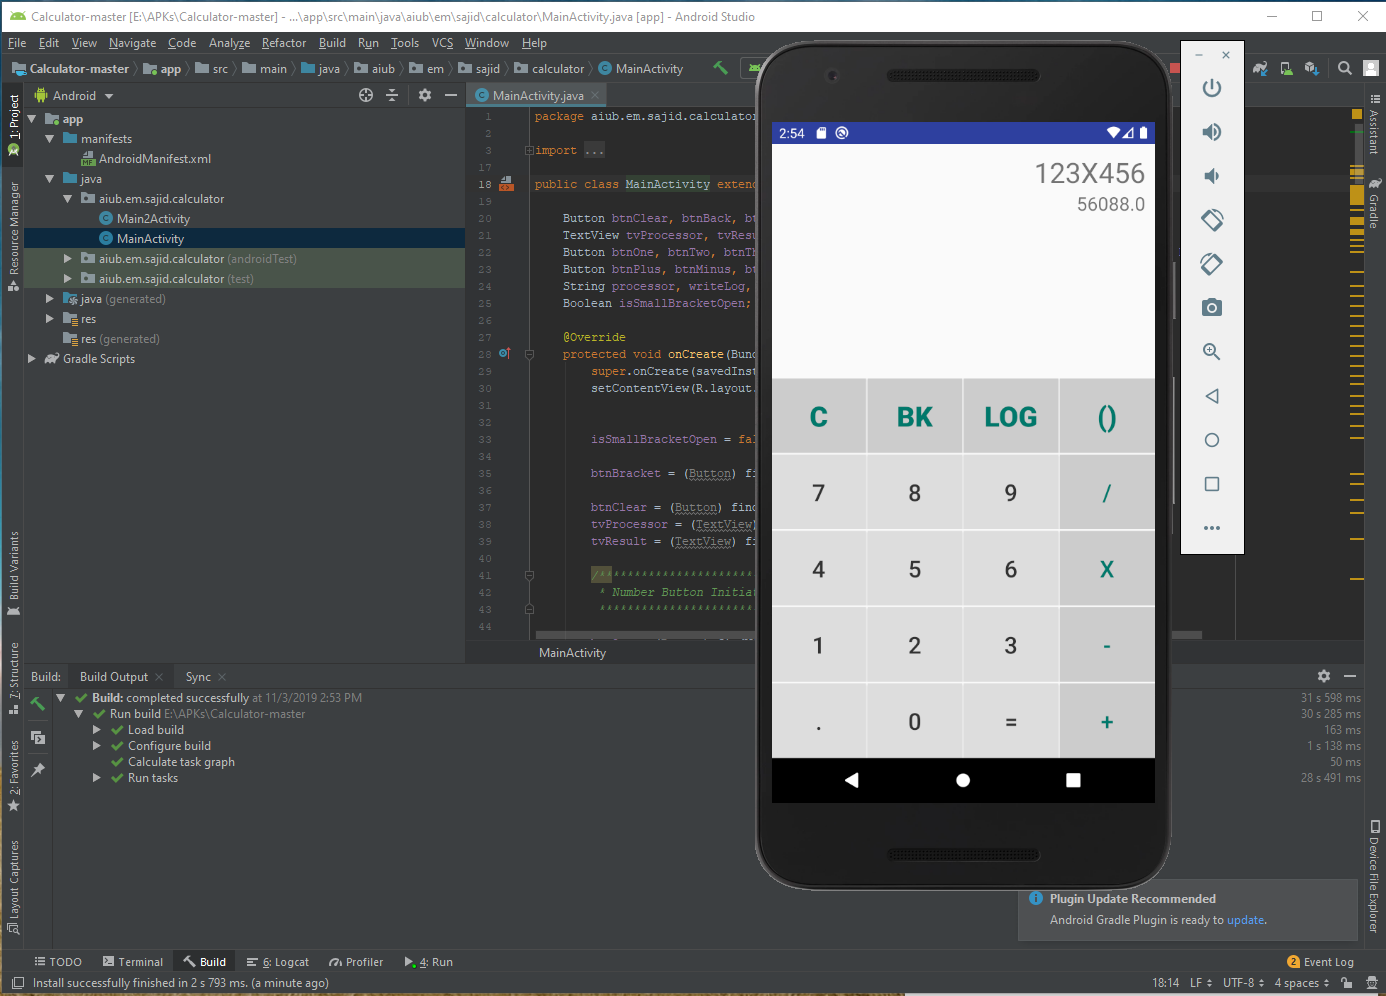 Calculator-master [E:\APKs\Calculator-master] - ...\app\src\main\java\aiub\em\sajid\calculator\MainActivity.java [app] - Android Studio
File Edit View Navigate Code Analyze Refactor Build Run Tools VCS Window Help
Calculator-master app src main java aiub em sajid calculator MainActivity
Android
MainActivity.java
1: Project
Resource Manager
Build Variants
7: Structure
2: Favorites
Layout Captures
app
manifests
AndroidManifest.xml
java
aiub.em.sajid.calculator
Main2Activity
MainActivity
aiub.em.sajid.calculator (androidTest)
aiub.em.sajid.calculator (test)
java (generated)
res
res (generated)
Gradle Scripts
1 package aiub.em.sajid.calculator
2
3 import ...
17
18 public class MainActivity extend
19
20 Button btnClear, btnBack, bt
21 TextView tvProcessor, tvResu
22 Button btnOne, btnTwo, btnTh
23 Button btnPlus, btnMinus, bt
24 String processor, writeLog,
25 Boolean isSmallBracketOpen;
26
27 @Override
28 protected void onCreate(Bund
29 super.onCreate(savedInst
30 setContentView(R.layout.
31
32
33 isSmallBracketOpen = fal
34
35 btnBracket = (Button) fi
36
37 btnClear = (Button) find
38 tvProcessor = (TextView)
39 tvResult = (TextView) fi
40
41 /**********************
42 * Number Button Initia
43 **********************
44
MainActivity
2:54
123X456
56088.0
C BK LOG ()
7 8 9 /
4 5 6 X
1 2 3 -
. 0 = +
Assistant
Gradle
Device File Explorer
Build: Build Output Sync
Build: completed successfully at 11/3/2019 2:53 PM 31 s 598 ms
Run build E:\APKs\Calculator-master 30 s 285 ms
Load build 163 ms
Configure build 1 s 138 ms
Calculate task graph 50 ms
Run tasks 28 s 491 ms
Plugin Update Recommended
Android Gradle Plugin is ready to update.
TODO Terminal Build 6: Logcat Profiler 4: Run 2 Event Log
Install successfully finished in 2 s 793 ms. (a minute ago) 18:14 LF UTF-8 4 spaces